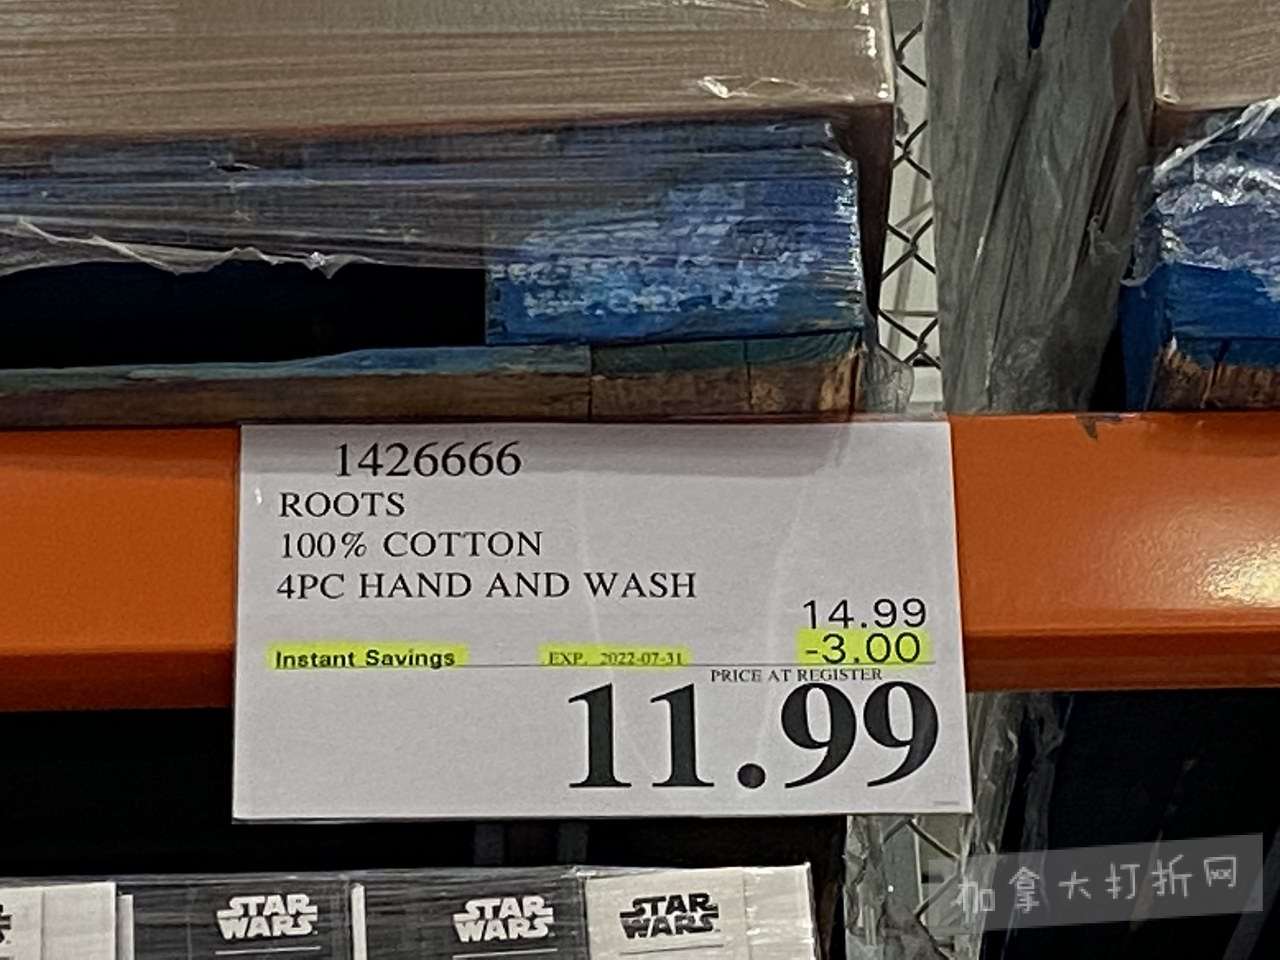 1426666
ROOTS
100% COTTON
4PC HAND AND WASH
14.99
Instant Savings EXP. 2022-07-31 -3.00
PRICE AT REGISTER
11.99
STAR WARS STAR WARS STAR WARS
加拿大打折网